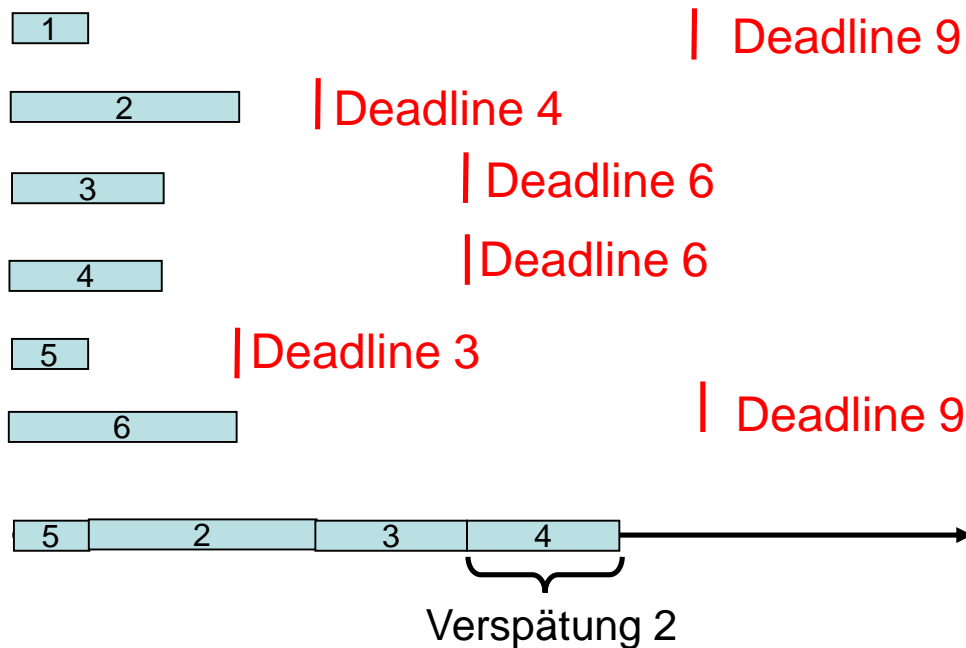 1
Deadline 9
2
Deadline 4
3
Deadline 6
4
Deadline 6
5
Deadline 3
6
Deadline 9
5 2 3 4
Verspätung 2